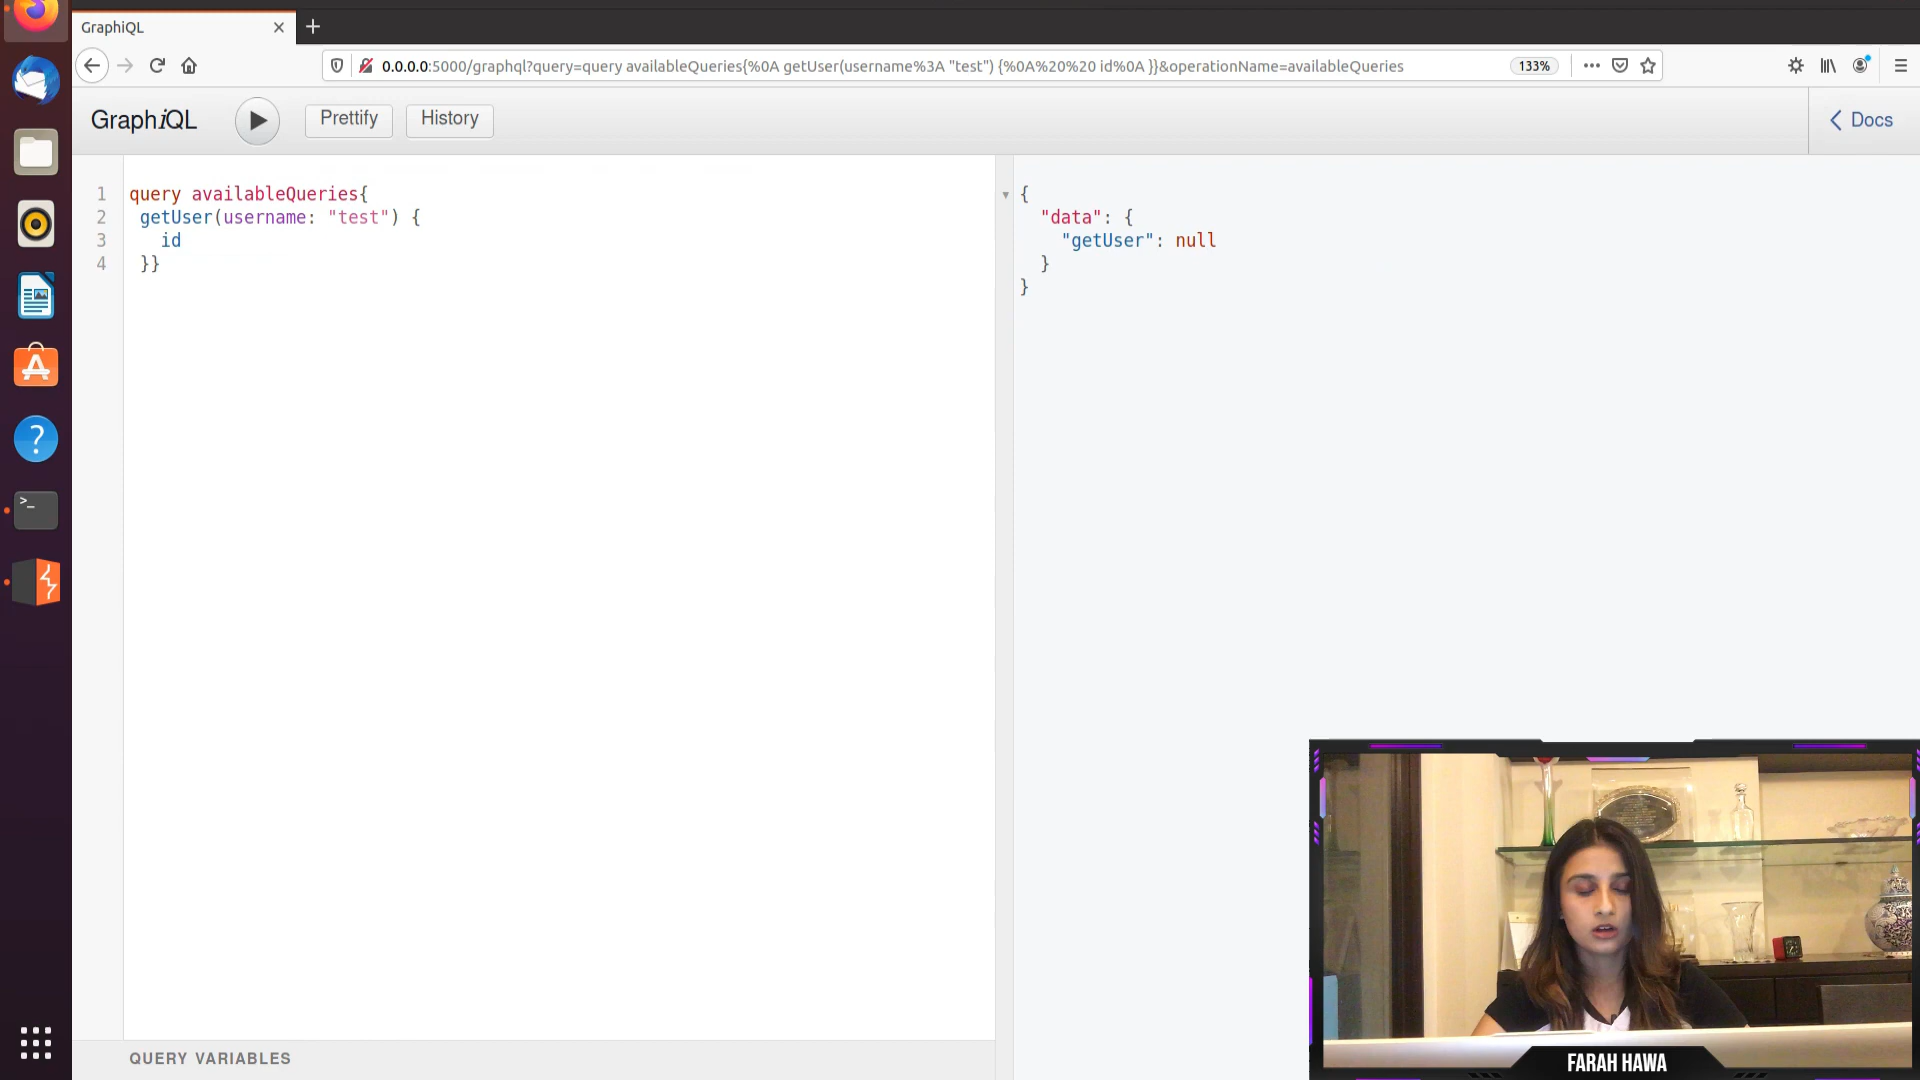 GraphiQL
0.0.0.0:5000/graphql?query=query availableQueries{%0A getUser(username%3A "test") {%0A%20%20 id%0A }}&operationName=availableQueries
133%
GraphiQL
Prettify
History
Docs
1 query availableQueries{
2 getUser(username: "test") {
3 id
4 }}
{
"data": {
"getUser": null
}
}
QUERY VARIABLES
FARAH HAWA